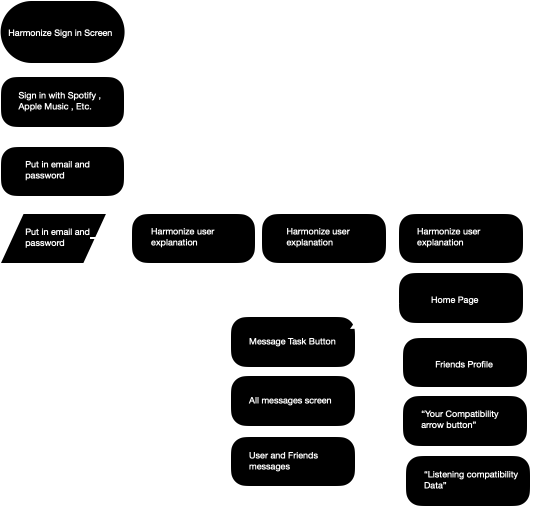 Harmonize Sign in Screen
Sign in with Spotify ,
Apple Music , Etc.
Put in email and
password
Put in email and
password
Harmonize user
explanation
Harmonize user
explanation
Harmonize user
explanation
Home Page
Message Task Button
Friends Profile
All messages screen
“Your Compatibility
arrow button”
User and Friends
messages
“Listening compatibility
Data”